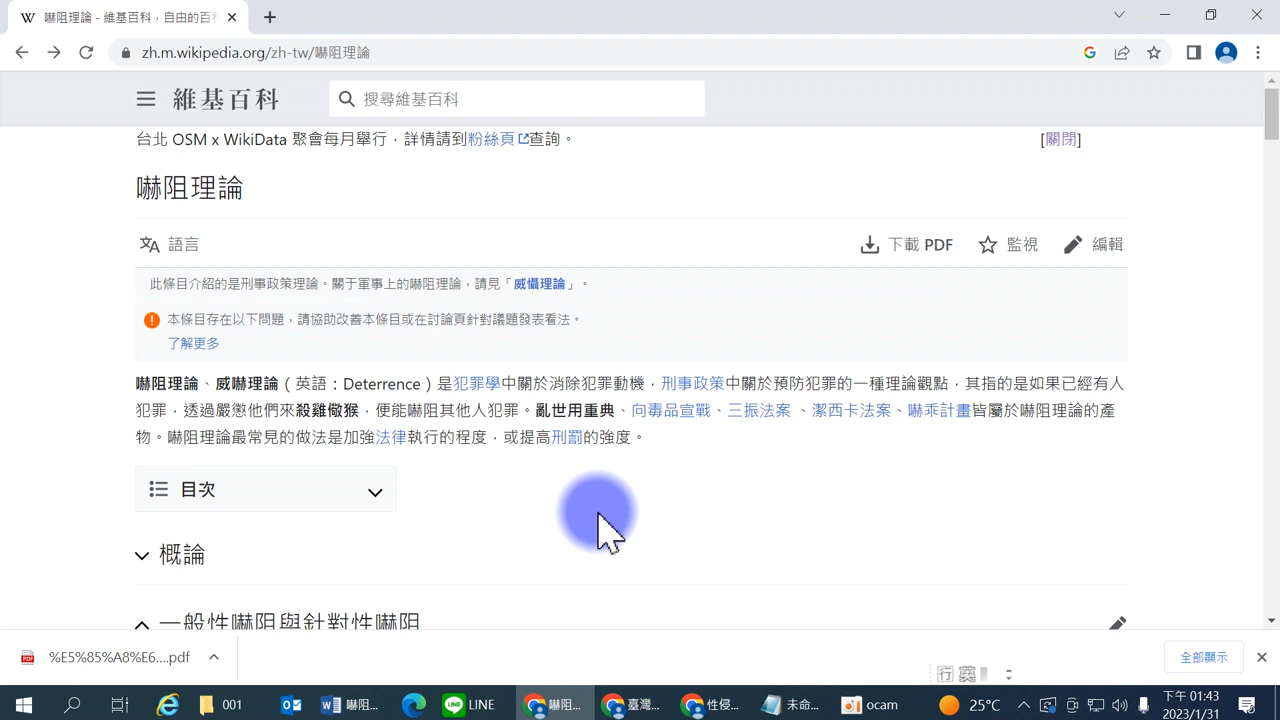 嚇阻理論 - 維基百科，自由的百
zh.m.wikipedia.org/zh-tw/嚇阻理論
維基百科
搜尋維基百科
台北 OSM x WikiData 聚會每月舉行，詳情請到粉絲頁查詢。
[關閉]
嚇阻理論
語言
下載 PDF
監視
編輯
此條目介紹的是刑事政策理論。關于軍事上的嚇阻理論，請見「威懾理論」。
本條目存在以下問題，請協助改善本條目或在討論頁針對議題發表看法。
了解更多
嚇阻理論、威嚇理論（英語：Deterrence）是犯罪學中關於消除犯罪動機，刑事政策中關於預防犯罪的一種理論觀點，其指的是如果已經有人
犯罪，透過嚴懲他們來殺雞儆猴，便能嚇阻其他人犯罪。亂世用重典、向毒品宣戰、三振法案 、潔西卡法案、嚇乖計畫皆屬於嚇阻理論的產
物。嚇阻理論最常見的做法是加強法律執行的程度，或提高刑罰的強度。
目次
概論
一般性嚇阻與針對性嚇阻
%E5%85%A8%E6....pdf
全部顯示
行 英
001
嚇阻...
LINE
嚇阻...
臺灣...
性侵...
未命...
ocam
25°C
下午 01:43
2023/1/31